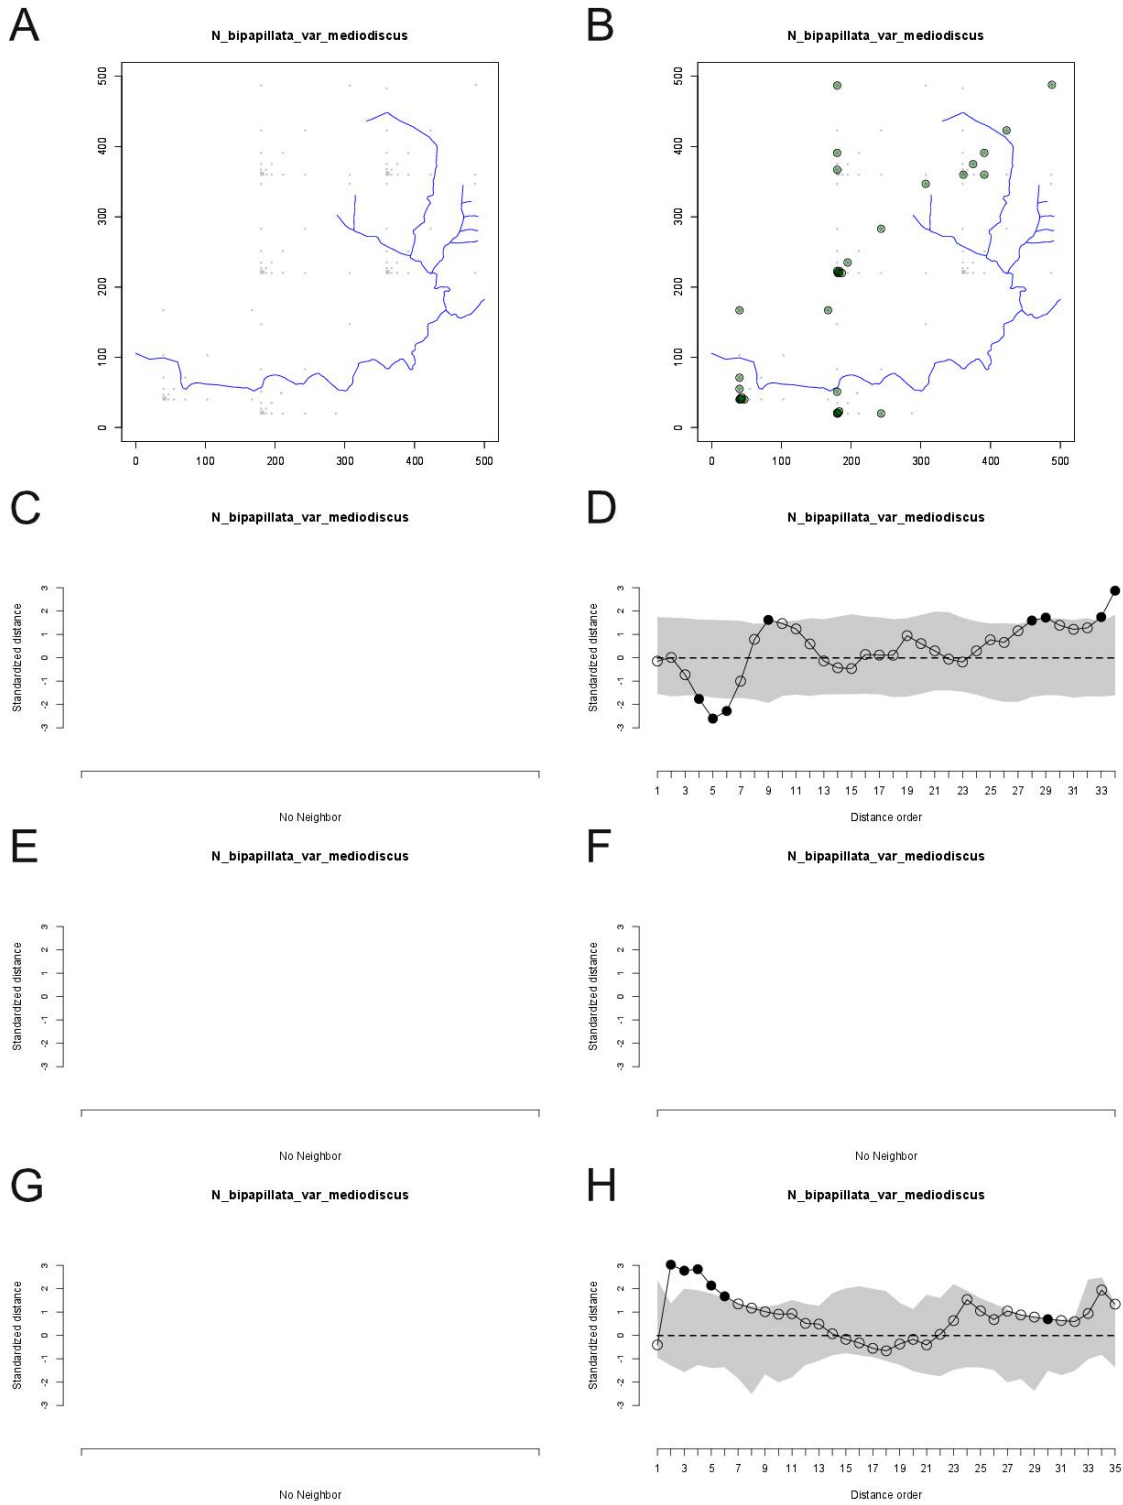 A
N_bipapillata_var_mediodiscus
500
400
300
200
100
0
0 100 200 300 400 500
B
N_bipapillata_var_mediodiscus
500
400
300
200
100
0
0 100 200 300 400 500
C
N_bipapillata_var_mediodiscus
Standardized distance
3
2
1
0
-1
-2
-3
No Neighbor
D
N_bipapillata_var_mediodiscus
Standardized distance
3
2
1
0
-1
-2
-3
1 3 5 7 9 11 13 15 17 19 21 23 25 27 29 31 33
Distance order
E
N_bipapillata_var_mediodiscus
Standardized distance
3
2
1
0
-1
-2
-3
No Neighbor
F
N_bipapillata_var_mediodiscus
Standardized distance
3
2
1
0
-1
-2
-3
No Neighbor
G
N_bipapillata_var_mediodiscus
Standardized distance
3
2
1
0
-1
-2
-3
No Neighbor
H
N_bipapillata_var_mediodiscus
Standardized distance
3
2
1
0
-1
-2
-3
1 3 5 7 9 11 13 15 17 19 21 23 25 27 29 31 33 35
Distance order